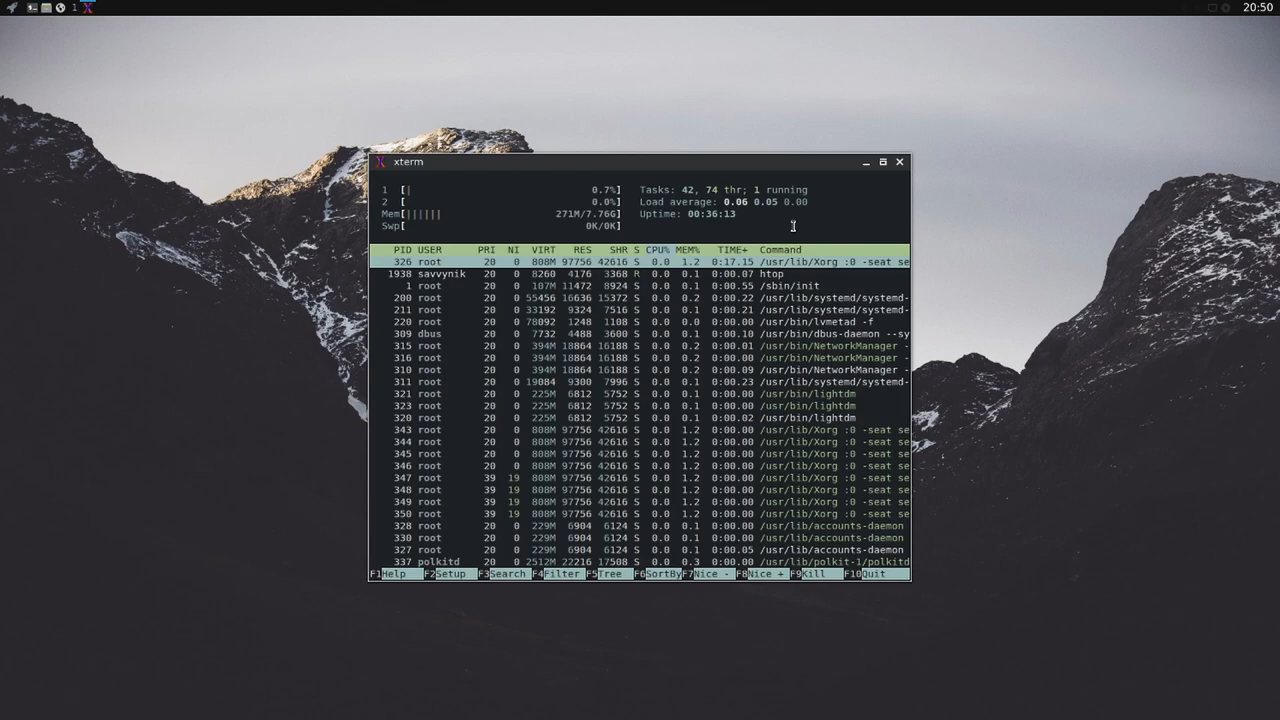 1 20:50
xterm
1 [| 0.7%] Tasks: 42, 74 thr; 1 running
2 [ 0.0%] Load average: 0.06 0.05 0.00
Mem[|||||| 271M/7.76G] Uptime: 00:36:13
Swp[ 0K/0K]
PID USER PRI NI VIRT RES SHR S CPU% MEM% TIME+ Command
326 root 20 0 808M 97756 42616 S 0.0 1.2 0:17.15 /usr/lib/Xorg :0 -seat se
1938 savvynik 20 0 8260 4176 3368 R 0.0 0.1 0:00.07 htop
1 root 20 0 107M 11472 8924 S 0.0 0.1 0:00.55 /sbin/init
200 root 20 0 55456 16636 15372 S 0.0 0.2 0:00.22 /usr/lib/systemd/systemd-
211 root 20 0 33192 9324 7516 S 0.0 0.1 0:00.21 /usr/lib/systemd/systemd-
220 root 20 0 78092 1248 1108 S 0.0 0.0 0:00.00 /usr/bin/lvmetad -f
309 dbus 20 0 7732 4488 3600 S 0.0 0.1 0:00.10 /usr/bin/dbus-daemon --sy
315 root 20 0 394M 18864 16188 S 0.0 0.2 0:00.01 /usr/bin/NetworkManager -
316 root 20 0 394M 18864 16188 S 0.0 0.2 0:00.00 /usr/bin/NetworkManager -
310 root 20 0 394M 18864 16188 S 0.0 0.2 0:00.09 /usr/bin/NetworkManager -
311 root 20 0 19084 9300 7996 S 0.0 0.1 0:00.23 /usr/lib/systemd/systemd-
321 root 20 0 225M 6812 5752 S 0.0 0.1 0:00.00 /usr/bin/lightdm
323 root 20 0 225M 6812 5752 S 0.0 0.1 0:00.00 /usr/bin/lightdm
320 root 20 0 225M 6812 5752 S 0.0 0.1 0:00.02 /usr/bin/lightdm
343 root 20 0 808M 97756 42616 S 0.0 1.2 0:00.00 /usr/lib/Xorg :0 -seat se
344 root 20 0 808M 97756 42616 S 0.0 1.2 0:00.00 /usr/lib/Xorg :0 -seat se
345 root 20 0 808M 97756 42616 S 0.0 1.2 0:00.00 /usr/lib/Xorg :0 -seat se
346 root 20 0 808M 97756 42616 S 0.0 1.2 0:00.00 /usr/lib/Xorg :0 -seat se
347 root 39 19 808M 97756 42616 S 0.0 1.2 0:00.00 /usr/lib/Xorg :0 -seat se
348 root 39 19 808M 97756 42616 S 0.0 1.2 0:00.00 /usr/lib/Xorg :0 -seat se
349 root 39 19 808M 97756 42616 S 0.0 1.2 0:00.00 /usr/lib/Xorg :0 -seat se
350 root 39 19 808M 97756 42616 S 0.0 1.2 0:00.00 /usr/lib/Xorg :0 -seat se
328 root 20 0 229M 6904 6124 S 0.0 0.1 0:00.00 /usr/lib/accounts-daemon
330 root 20 0 229M 6904 6124 S 0.0 0.1 0:00.00 /usr/lib/accounts-daemon
327 root 20 0 229M 6904 6124 S 0.0 0.1 0:00.05 /usr/lib/accounts-daemon
337 polkitd 20 0 2512M 22216 17508 S 0.0 0.3 0:00.00 /usr/lib/polkit-1/polkitd
F1Help F2Setup F3Search F4Filter F5Tree F6SortBy F7Nice - F8Nice + F9Kill F10Quit